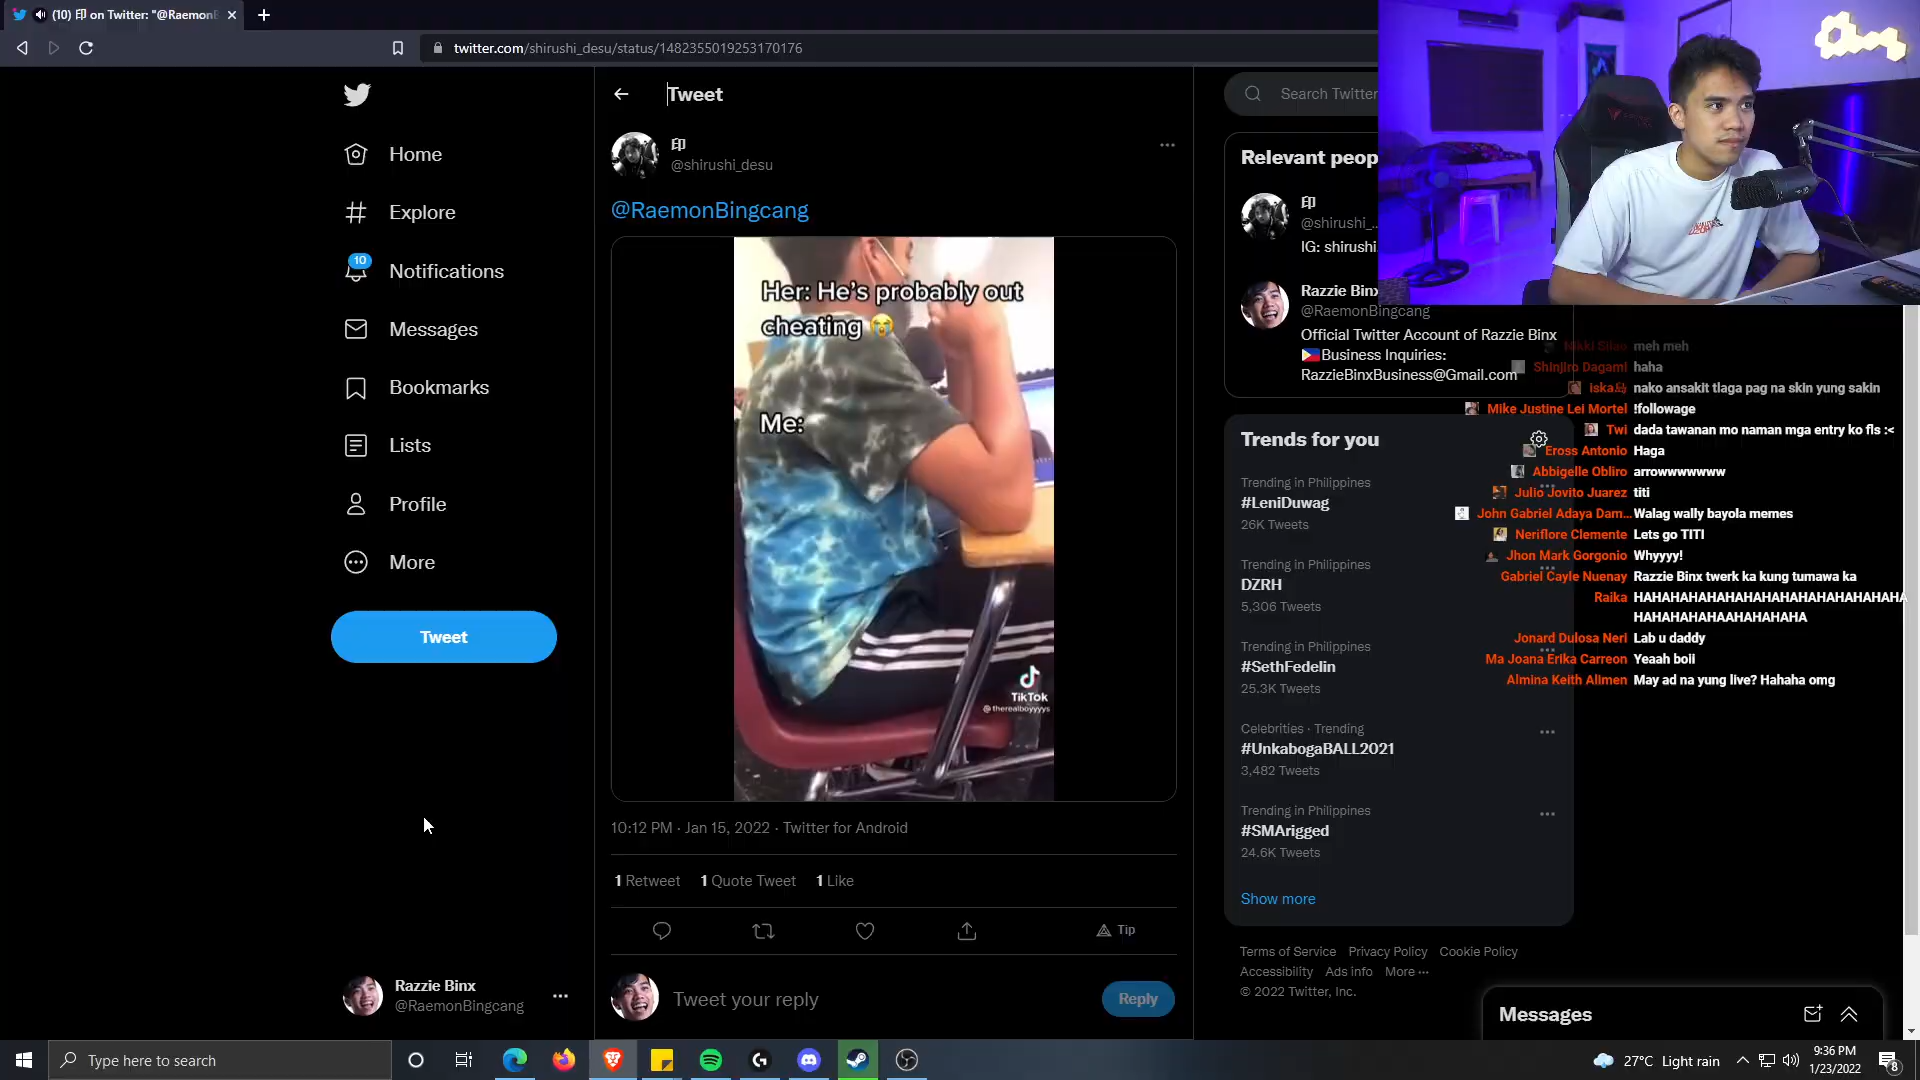 (10) 印 on Twitter: "@RaemonB
twitter.com/shirushi_desu/status/1482355019253170176
Home
Explore
10
Notifications
Messages
Bookmarks
Lists
Profile
More
Tweet
Razzie Binx
@RaemonBingcang
Tweet
印
@shirushi_desu
@RaemonBingcang
Her: He's probably out
cheating 😭
Me:
TikTok
@therealboyyyys
10:12 PM · Jan 15, 2022 · Twitter for Android
1 Retweet 1 Quote Tweet 1 Like
Tip
Tweet your reply
Reply
Search Twitter
Relevant peop
印
@shirushi_...
IG: shirushi.
Razzie Binx
@RaemonBingcang
Official Twitter Account of Razzie Binx
🇵🇭Business Inquiries:
RazzieBinxBusiness@Gmail.com
Trends for you
Trending in Philippines
#LeniDuwag
26K Tweets
Trending in Philippines
DZRH
5,306 Tweets
Trending in Philippines
#SethFedelin
25.3K Tweets
Celebrities · Trending
#UnkabogaBALL2021
3,482 Tweets
Trending in Philippines
#SMArigged
24.6K Tweets
Show more
Terms of Service Privacy Policy Cookie Policy
Accessibility Ads info More ···
© 2022 Twitter, Inc.
Nikki Silao meh meh
Shinjiro Dagami haha
nako ansakit tlaga pag na skin yung sakin
Mike Justine Lei Mortel !followage
Twi dada tawanan mo naman mga entry ko fls :<
Eross Antonio Haga
Abbigelle Obliro arrowwwwwww
Julio Jovito Juarez titi
John Gabriel Adaya Dam... Walag wally bayola memes
Neriflore Clemente Lets go TITI
Jhon Mark Gorgonio Whyyyy!
Gabriel Cayle Nuenay Razzie Binx twerk ka kung tumawa ka
Raika HAHAHAHAHAHAHAHAHAHAHAHAHA
HAHAHAHAHAAHAHAHAHA
Jonard Dulosa Neri Lab u daddy
Ma Joana Erika Carreon Yeaah boiI
Almina Keith Alimen May ad na yung live? Hahaha omg
Messages
Type here to search
27°C Light rain
9:36 PM
1/23/2022
8